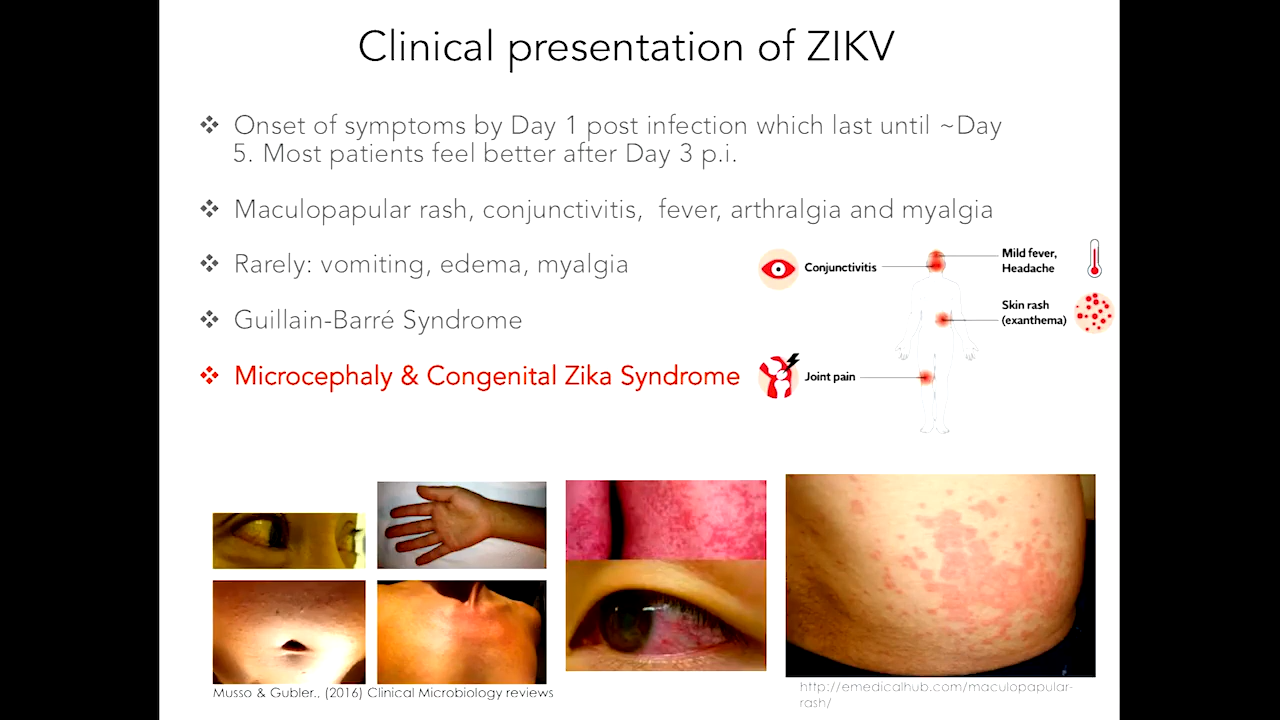 Clinical presentation of ZIKV
❖ Onset of symptoms by Day 1 post infection which last until ~Day
5. Most patients feel better after Day 3 p.i.
❖ Maculopapular rash, conjunctivitis, fever, arthralgia and myalgia
❖ Rarely: vomiting, edema, myalgia
❖ Guillain-Barré Syndrome
❖ Microcephaly & Congenital Zika Syndrome
Conjunctivitis
Mild fever,
Headache
Skin rash
(exanthema)
Joint pain
Musso & Gubler., (2016) Clinical Microbiology reviews
http://emedicalhub.com/maculopapular-
rash/